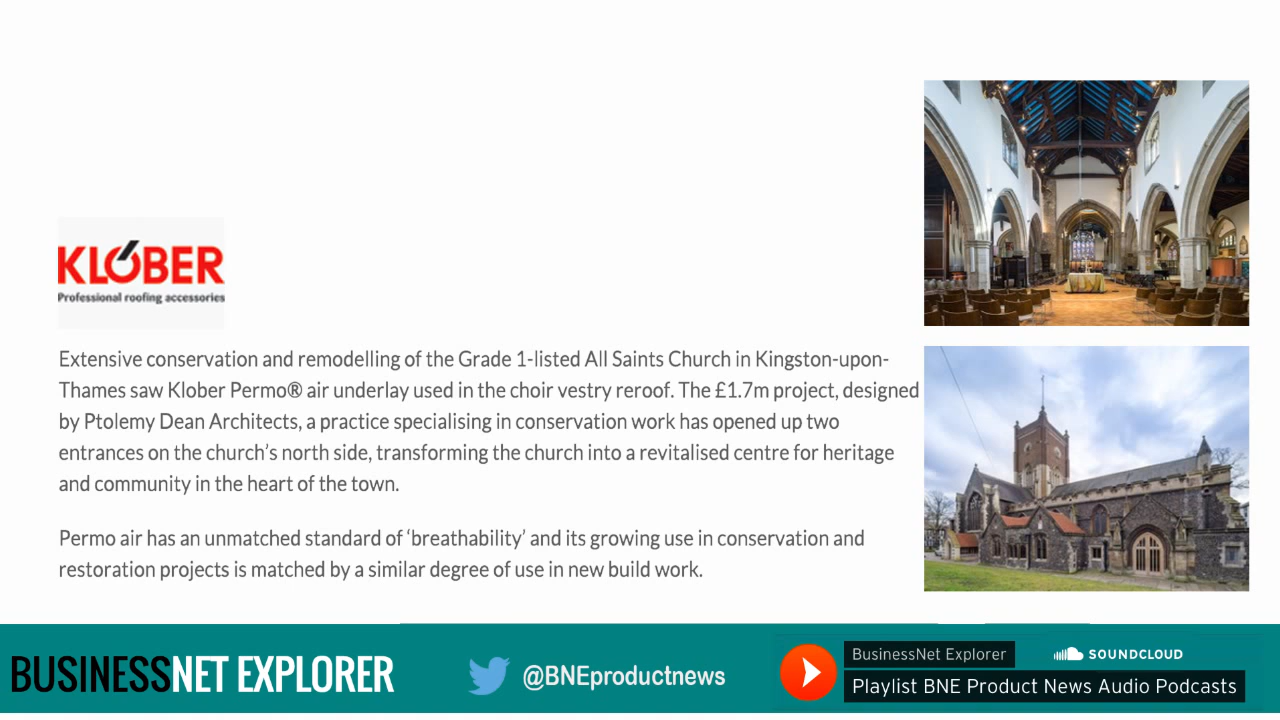 KLÖBER
Professional roofing accessories
Extensive conservation and remodelling of the Grade 1-listed All Saints Church in Kingston-upon-
Thames saw Klober Permo® air underlay used in the choir vestry reroof. The £1.7m project, designed
by Ptolemy Dean Architects, a practice specialising in conservation work has opened up two
entrances on the church’s north side, transforming the church into a revitalised centre for heritage
and community in the heart of the town.
Permo air has an unmatched standard of ‘breathability’ and its growing use in conservation and
restoration projects is matched by a similar degree of use in new build work.
BUSINESSNET EXPLORER
@BNEproductnews
BusinessNet Explorer
SOUNDCLOUD
Playlist BNE Product News Audio Podcasts